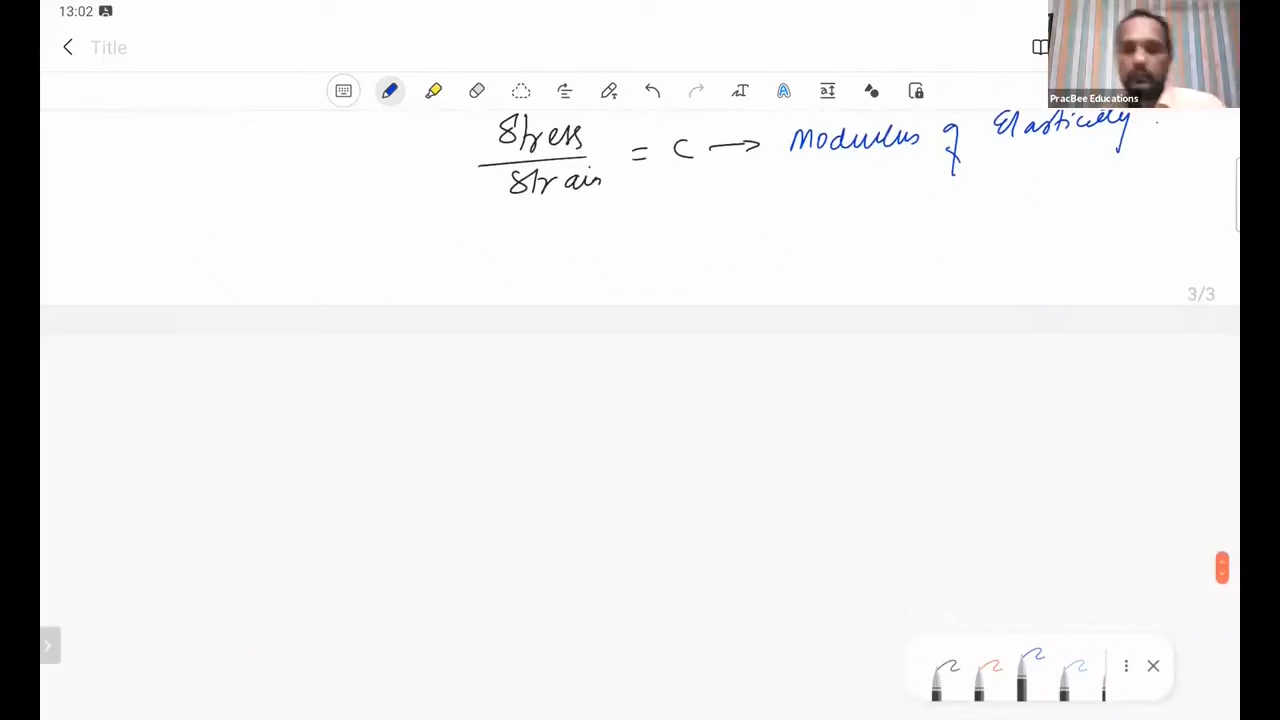 13:02
Title
PracBee Educations
Stress
Strain
= C → Modulus of Elasticity.
3/3